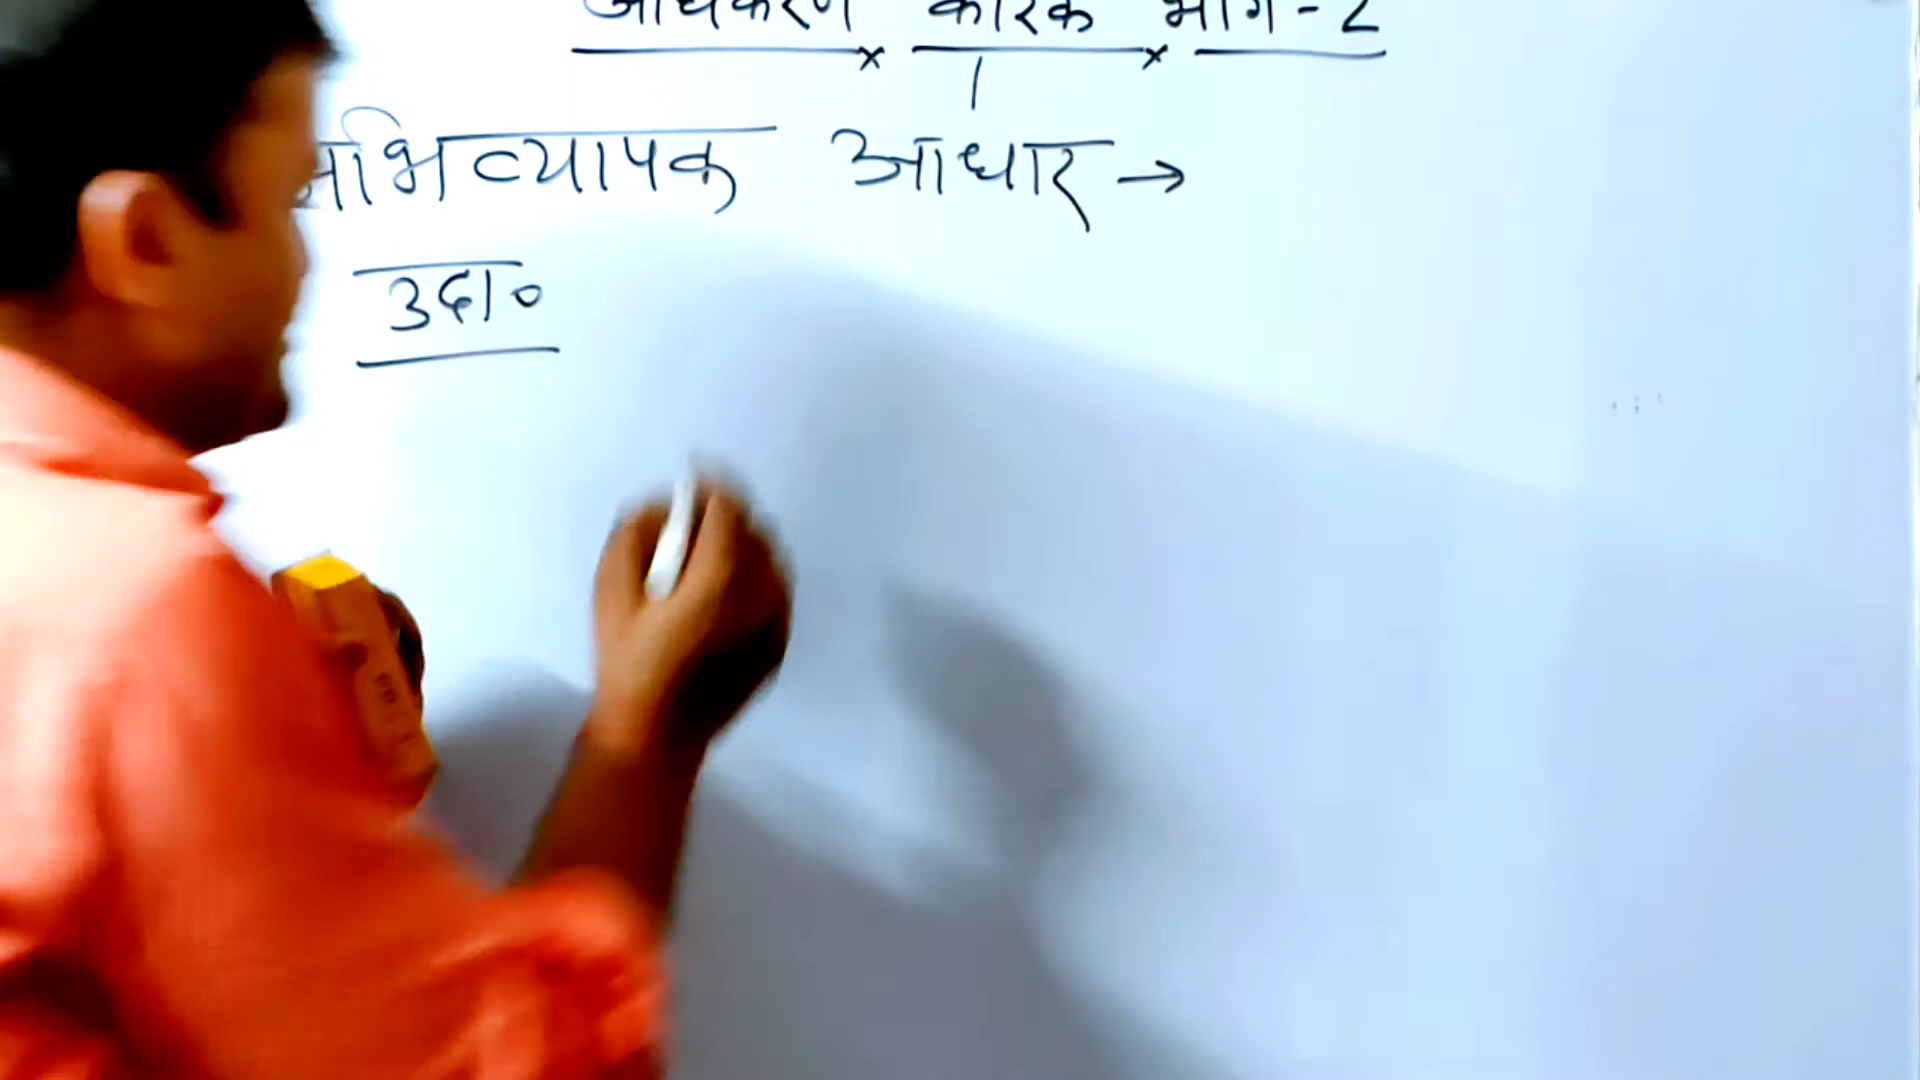 अधिकरण कारक भाग-2
अभिव्यापक आधार →
उदा०